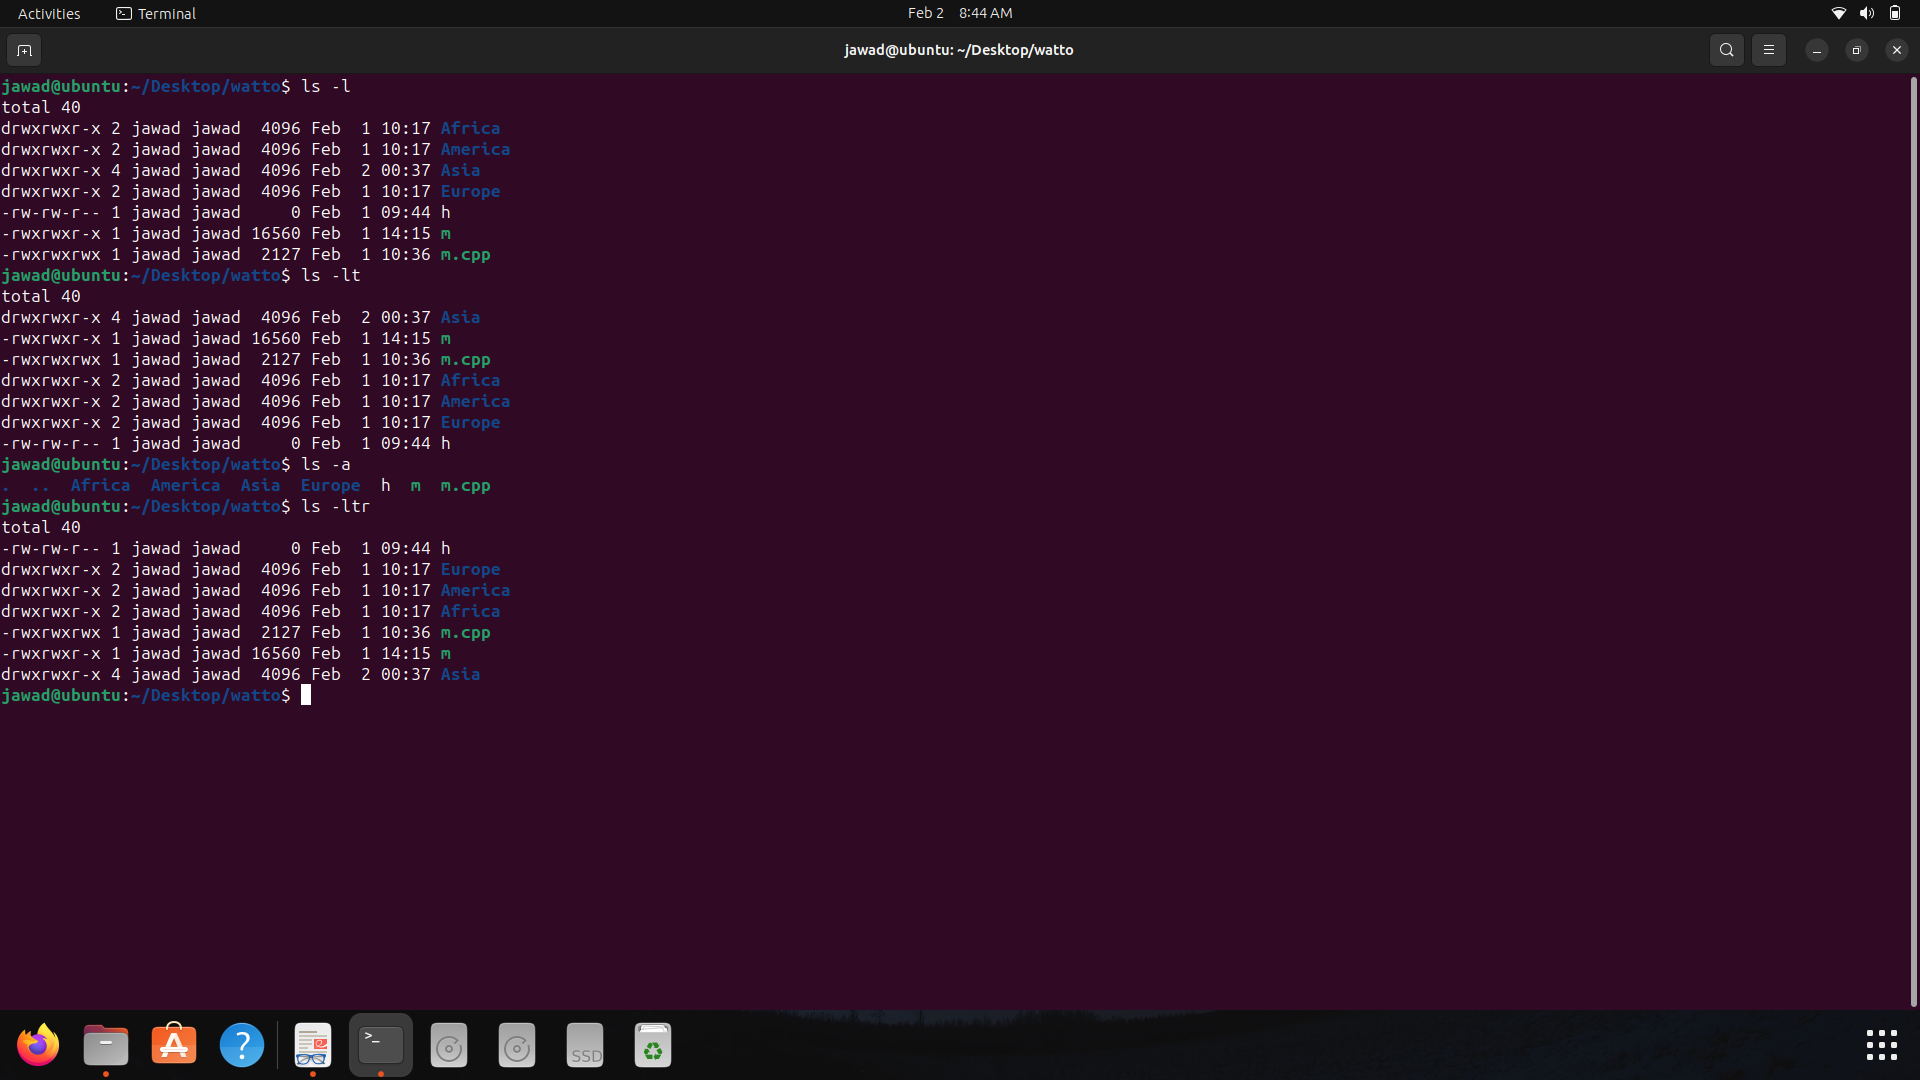 Activities Terminal Feb 2 8:44 AM
jawad@ubuntu: ~/Desktop/watto
jawad@ubuntu:~/Desktop/watto$ ls -l
total 40
drwxrwxr-x 2 jawad jawad  4096 Feb  1 10:17 Africa
drwxrwxr-x 2 jawad jawad  4096 Feb  1 10:17 America
drwxrwxr-x 4 jawad jawad  4096 Feb  2 00:37 Asia
drwxrwxr-x 2 jawad jawad  4096 Feb  1 10:17 Europe
-rw-rw-r-- 1 jawad jawad     0 Feb  1 09:44 h
-rwxrwxr-x 1 jawad jawad 16560 Feb  1 14:15 m
-rwxrwxrwx 1 jawad jawad  2127 Feb  1 10:36 m.cpp
jawad@ubuntu:~/Desktop/watto$ ls -lt
total 40
drwxrwxr-x 4 jawad jawad  4096 Feb  2 00:37 Asia
-rwxrwxr-x 1 jawad jawad 16560 Feb  1 14:15 m
-rwxrwxrwx 1 jawad jawad  2127 Feb  1 10:36 m.cpp
drwxrwxr-x 2 jawad jawad  4096 Feb  1 10:17 Africa
drwxrwxr-x 2 jawad jawad  4096 Feb  1 10:17 America
drwxrwxr-x 2 jawad jawad  4096 Feb  1 10:17 Europe
-rw-rw-r-- 1 jawad jawad     0 Feb  1 09:44 h
jawad@ubuntu:~/Desktop/watto$ ls -a
.  ..  Africa  America  Asia  Europe  h  m  m.cpp
jawad@ubuntu:~/Desktop/watto$ ls -ltr
total 40
-rw-rw-r-- 1 jawad jawad     0 Feb  1 09:44 h
drwxrwxr-x 2 jawad jawad  4096 Feb  1 10:17 Europe
drwxrwxr-x 2 jawad jawad  4096 Feb  1 10:17 America
drwxrwxr-x 2 jawad jawad  4096 Feb  1 10:17 Africa
-rwxrwxrwx 1 jawad jawad  2127 Feb  1 10:36 m.cpp
-rwxrwxr-x 1 jawad jawad 16560 Feb  1 14:15 m
drwxrwxr-x 4 jawad jawad  4096 Feb  2 00:37 Asia
jawad@ubuntu:~/Desktop/watto$
SSD